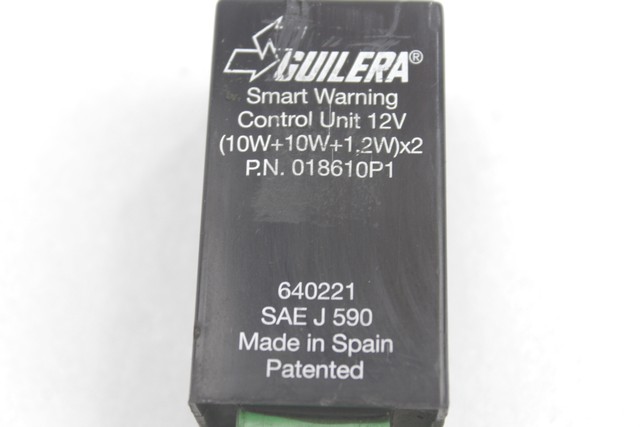 GUILERA®
Smart Warning
Control Unit 12V
(10W+10W+1,2W)x2
P.N. 018610P1
640221
SAE J 590
Made in Spain
Patented